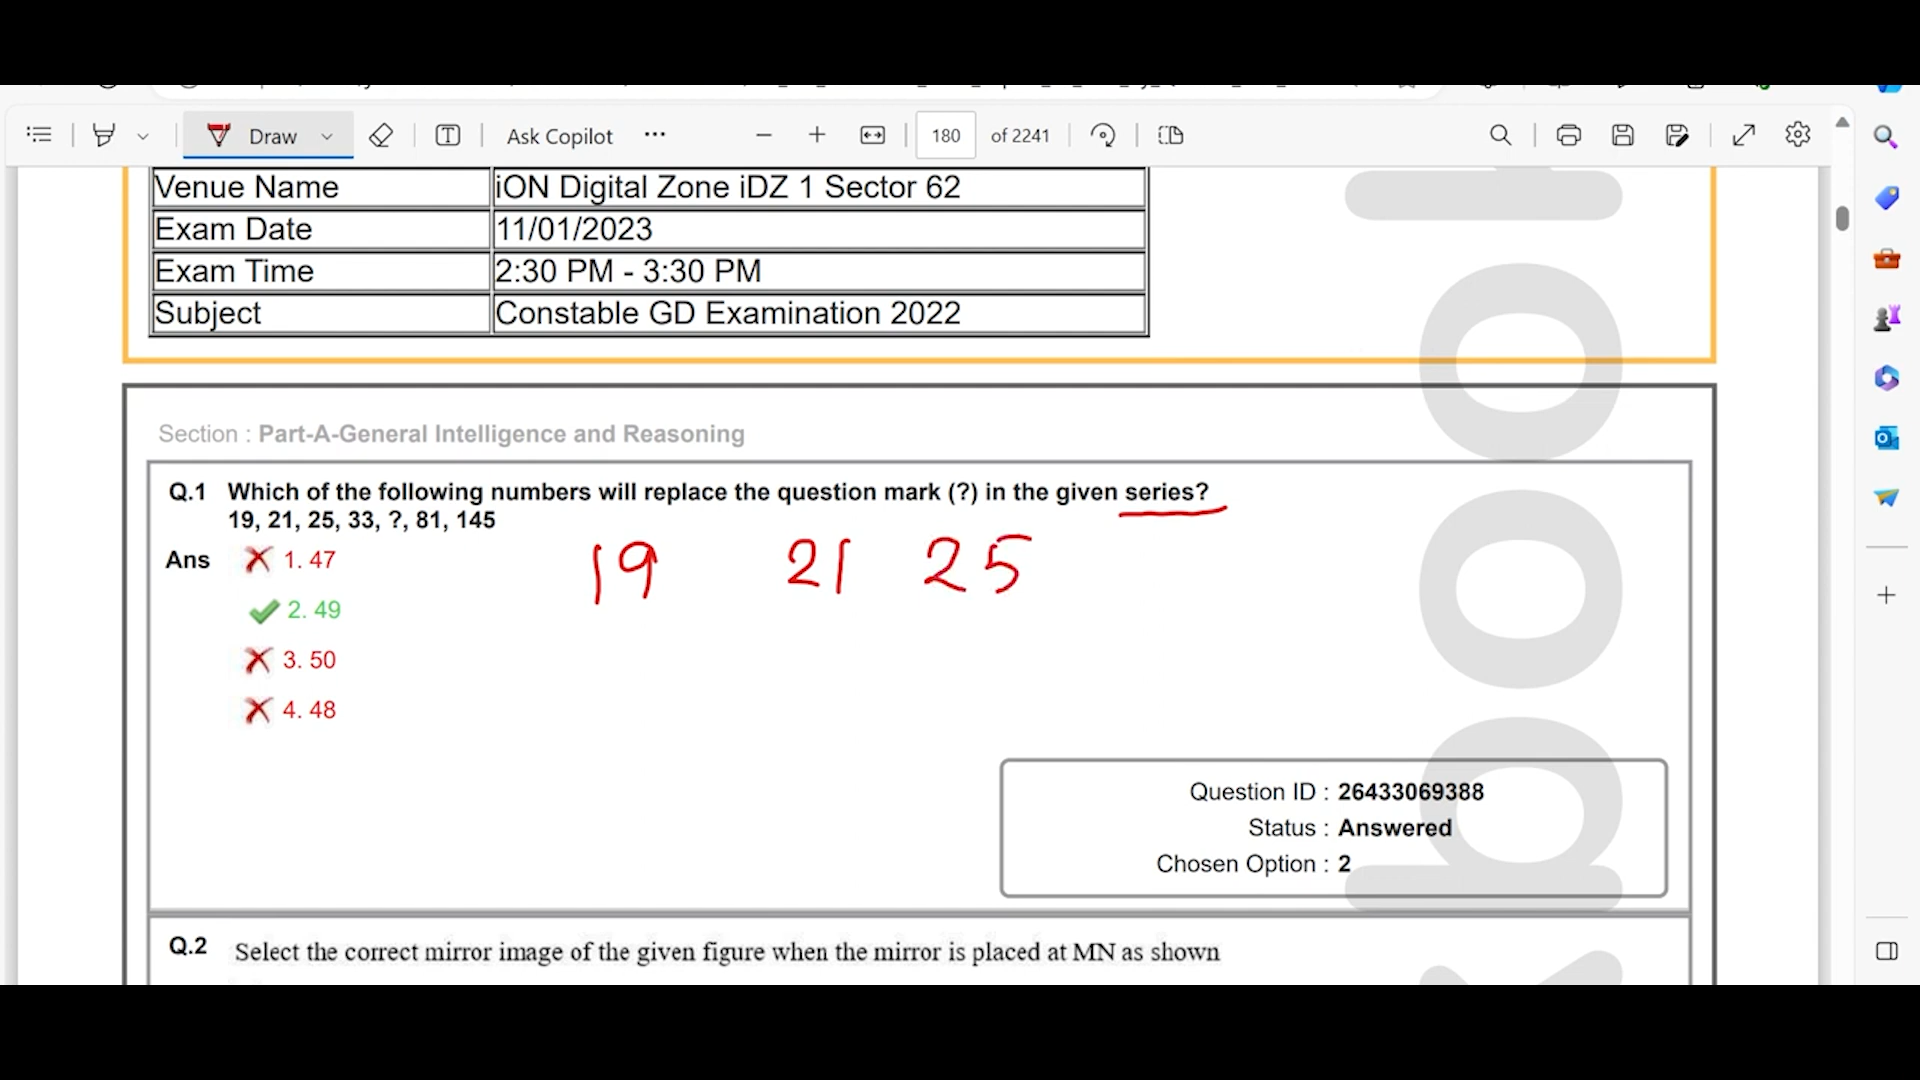 Draw
Ask Copilot
180 of 2241
Venue Name iON Digital Zone iDZ 1 Sector 62
Exam Date 11/01/2023
Exam Time 2:30 PM - 3:30 PM
Subject Constable GD Examination 2022
Section : Part-A-General Intelligence and Reasoning
Q.1 Which of the following numbers will replace the question mark (?) in the given series?
19, 21, 25, 33, ?, 81, 145
19 21 25
Ans 1. 47
2. 49
3. 50
4. 48
Question ID : 26433069388
Status : Answered
Chosen Option : 2
Q.2 Select the correct mirror image of the given figure when the mirror is placed at MN as shown